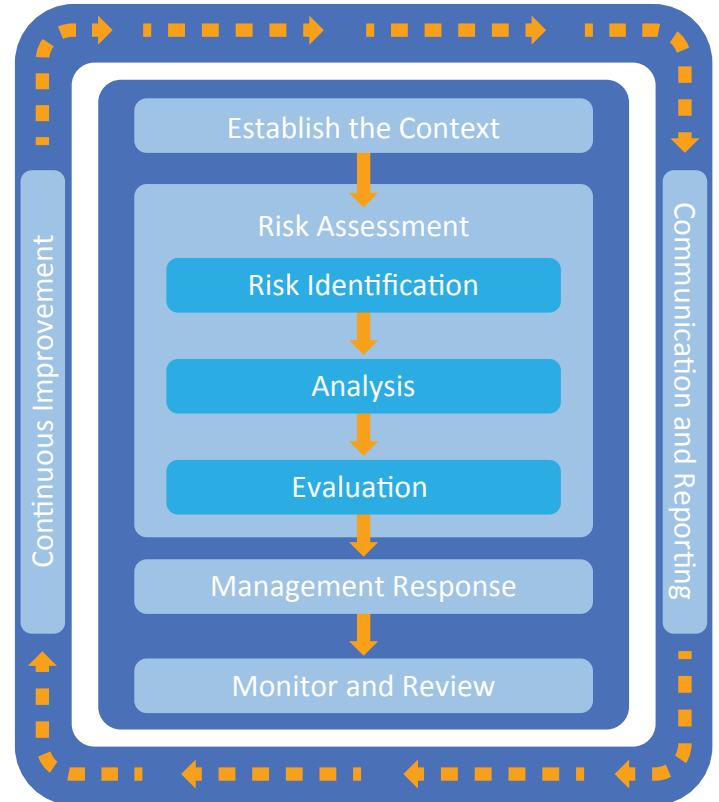 Establish the Context
Risk Assessment
Risk Identification
Analysis
Evaluation
Management Response
Monitor and Review
Continuous Improvement
Communication and Reporting